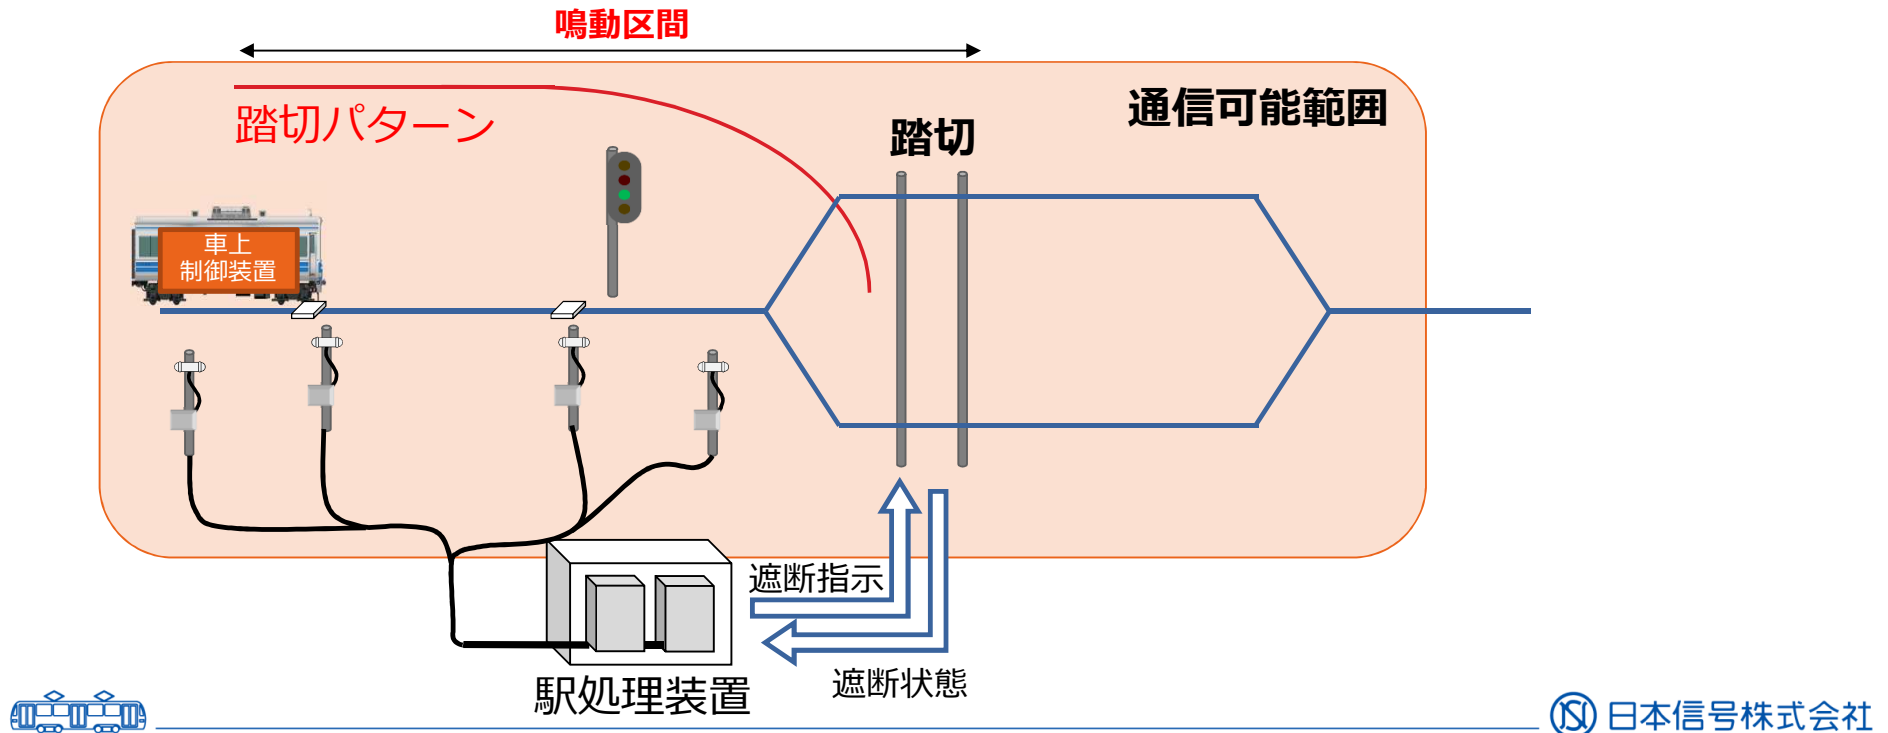 鳴動区間
踏切パターン
踏切
通信可能範囲
車上
制御装置
遮断指示
遮断状態
駅処理装置
日本信号株式会社